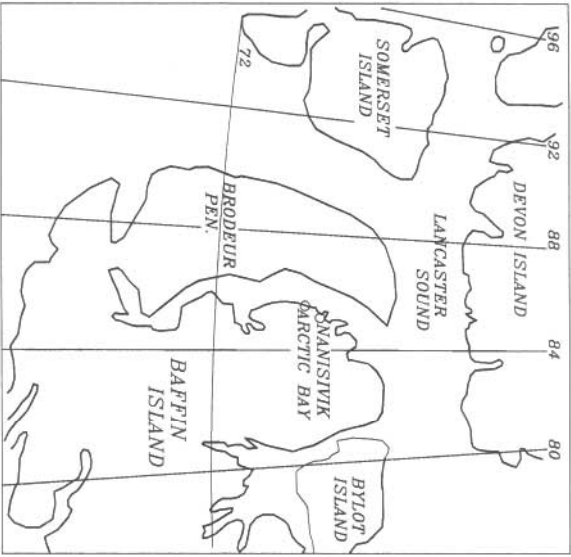 96
92
88
84
80
72
SOMERSET
ISLAND
DEVON ISLAND
LANCASTER
SOUND
BRODEUR
PEN.
NANISIVIK
ARCTIC BAY
BAFFIN
ISLAND
BYLOT
ISLAND